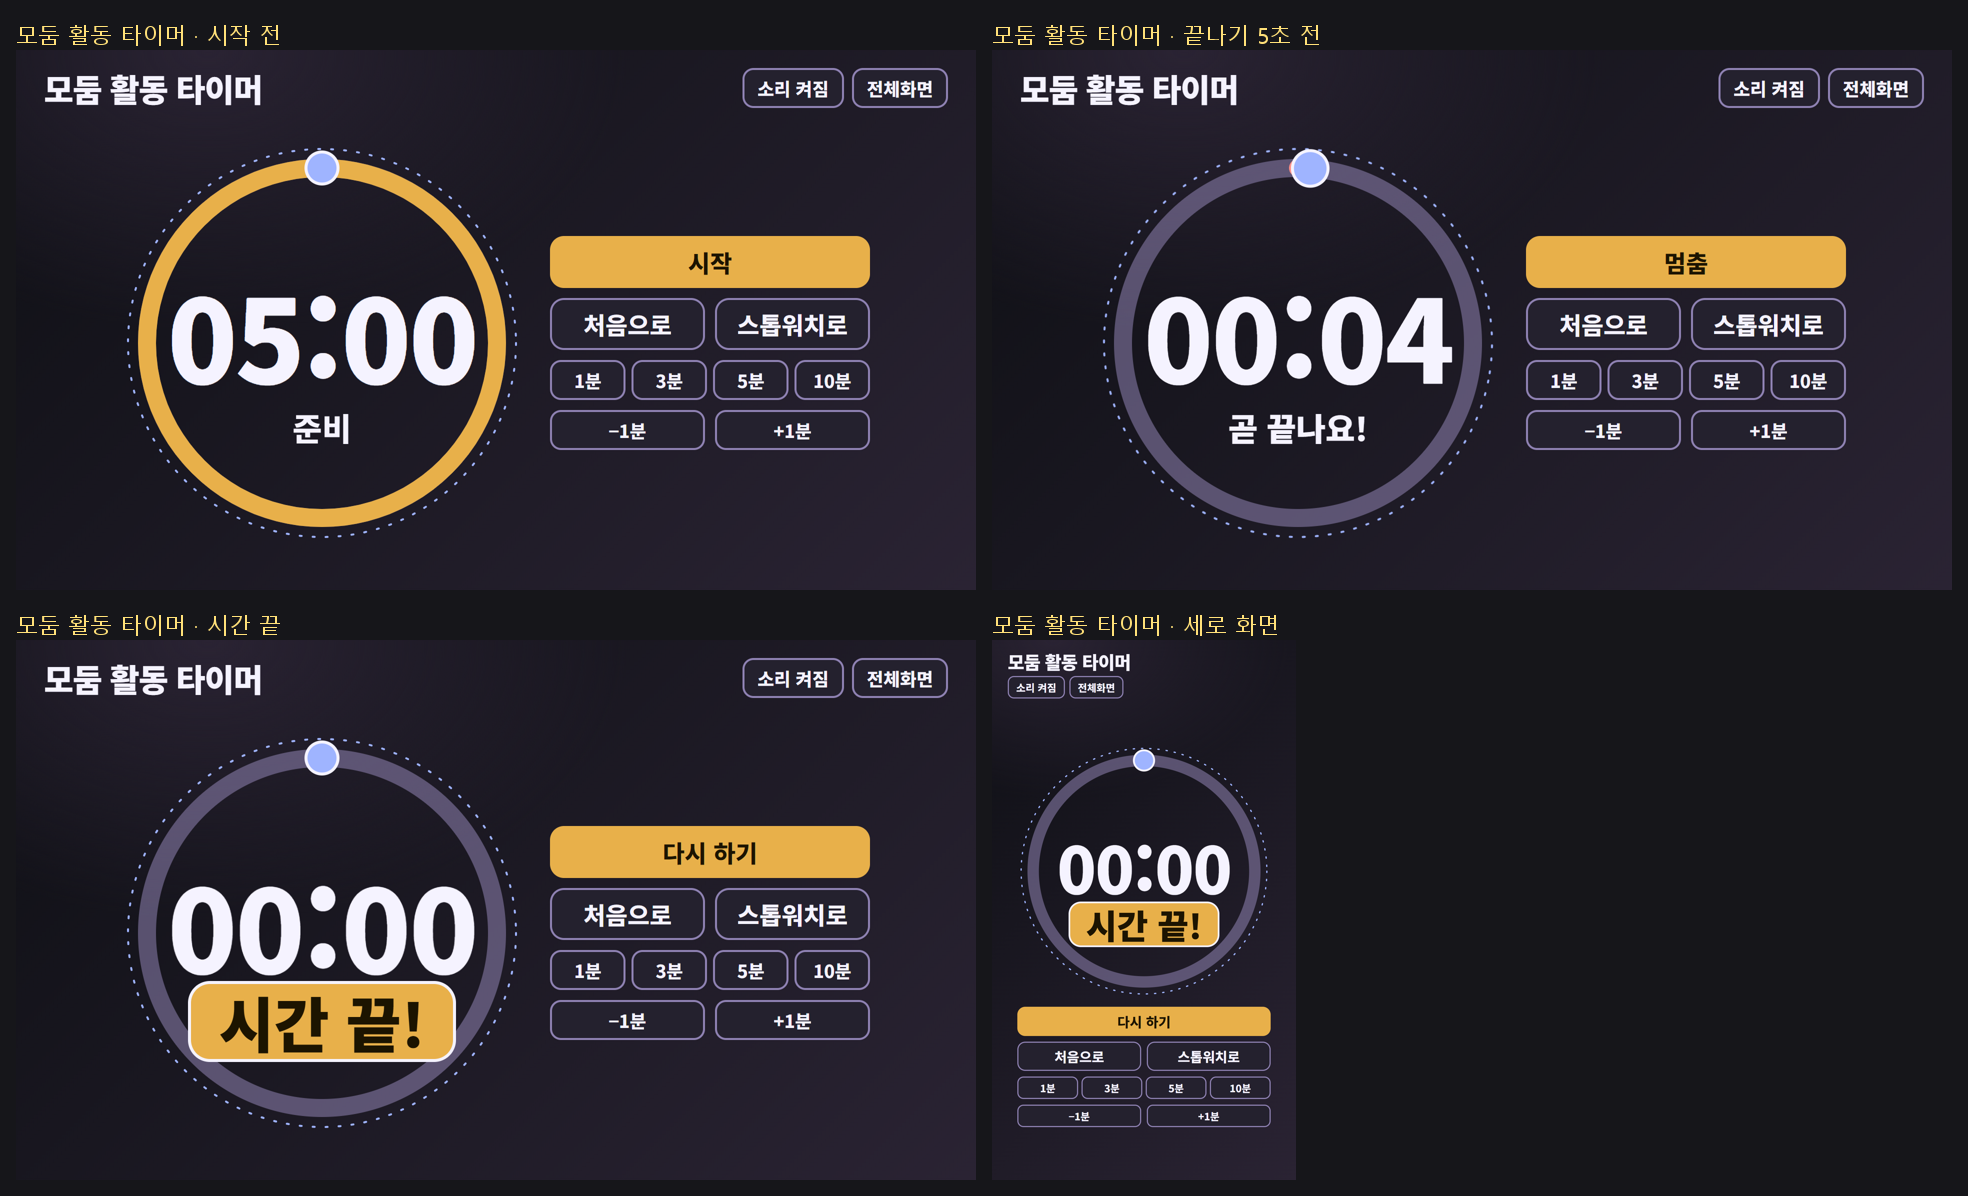 모둠 활동 타이머 · 시작 전
모둠 활동 타이머
소리 켜짐
전체화면
05:00
준비
시작
처음으로
스톱워치로
1분
3분
5분
10분
−1분
+1분
모둠 활동 타이머 · 끝나기 5초 전
모둠 활동 타이머
소리 켜짐
전체화면
00:04
곧 끝나요!
멈춤
처음으로
스톱워치로
1분
3분
5분
10분
−1분
+1분
모둠 활동 타이머 · 시간 끝
모둠 활동 타이머
소리 켜짐
전체화면
00:00
시간 끝!
다시 하기
처음으로
스톱워치로
1분
3분
5분
10분
−1분
+1분
모둠 활동 타이머 · 세로 화면
모둠 활동 타이머
소리 켜짐
전체화면
00:00
시간 끝!
다시 하기
처음으로
스톱워치로
1분
3분
5분
10분
−1분
+1분